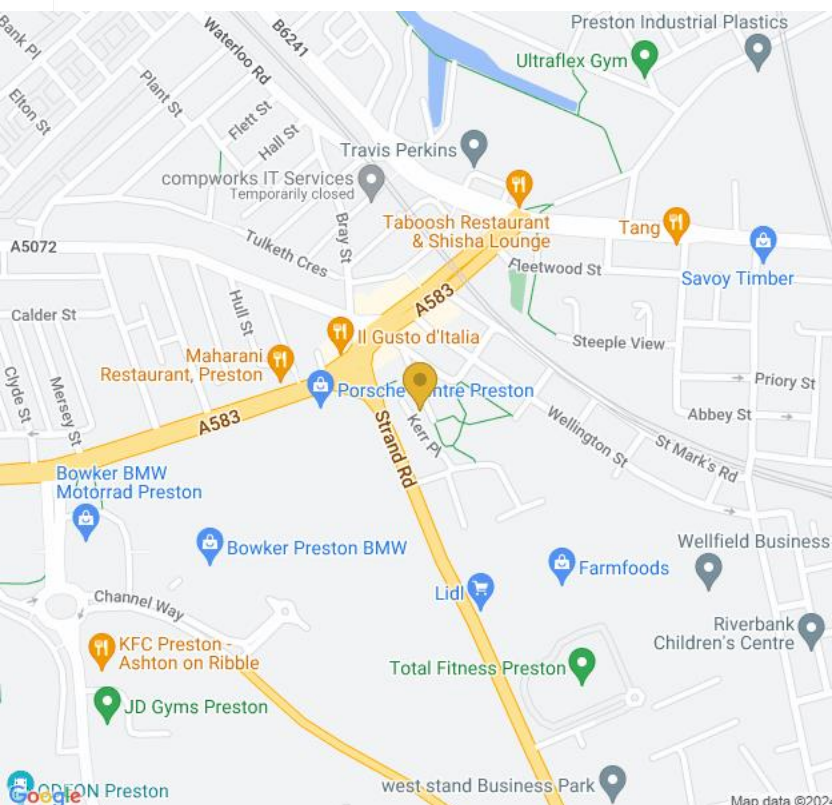 Bank Pl
Waterloo Rd
B6241
Preston Industrial Plastics
Ultraflex Gym
Plant St
Elton St
Flett St
Hall St
Travis Perkins
compworks IT Services
Temporarily closed
Taboosh Restaurant
& Shisha Lounge
Tang
Bray St
Tulketh Cres
A5072
Fleetwood St
Savoy Timber
A583
Hull St
Calder St
Il Gusto d'Italia
Steeple View
Maharani
Restaurant, Preston
Clyde St
Mersey St
Porsche Centre Preston
Priory St
Abbey St
A583
Strand Rd
Kerr Pl
Wellington St
St Mark's Rd
Bowker BMW
Motorrad Preston
Bowker Preston BMW
Wellfield Business
Farmfoods
Lidl
Channel Way
Riverbank
Children's Centre
KFC Preston -
Ashton on Ribble
Total Fitness Preston
JD Gyms Preston
ODEON Preston
west stand Business Park
Google
Map data ©202